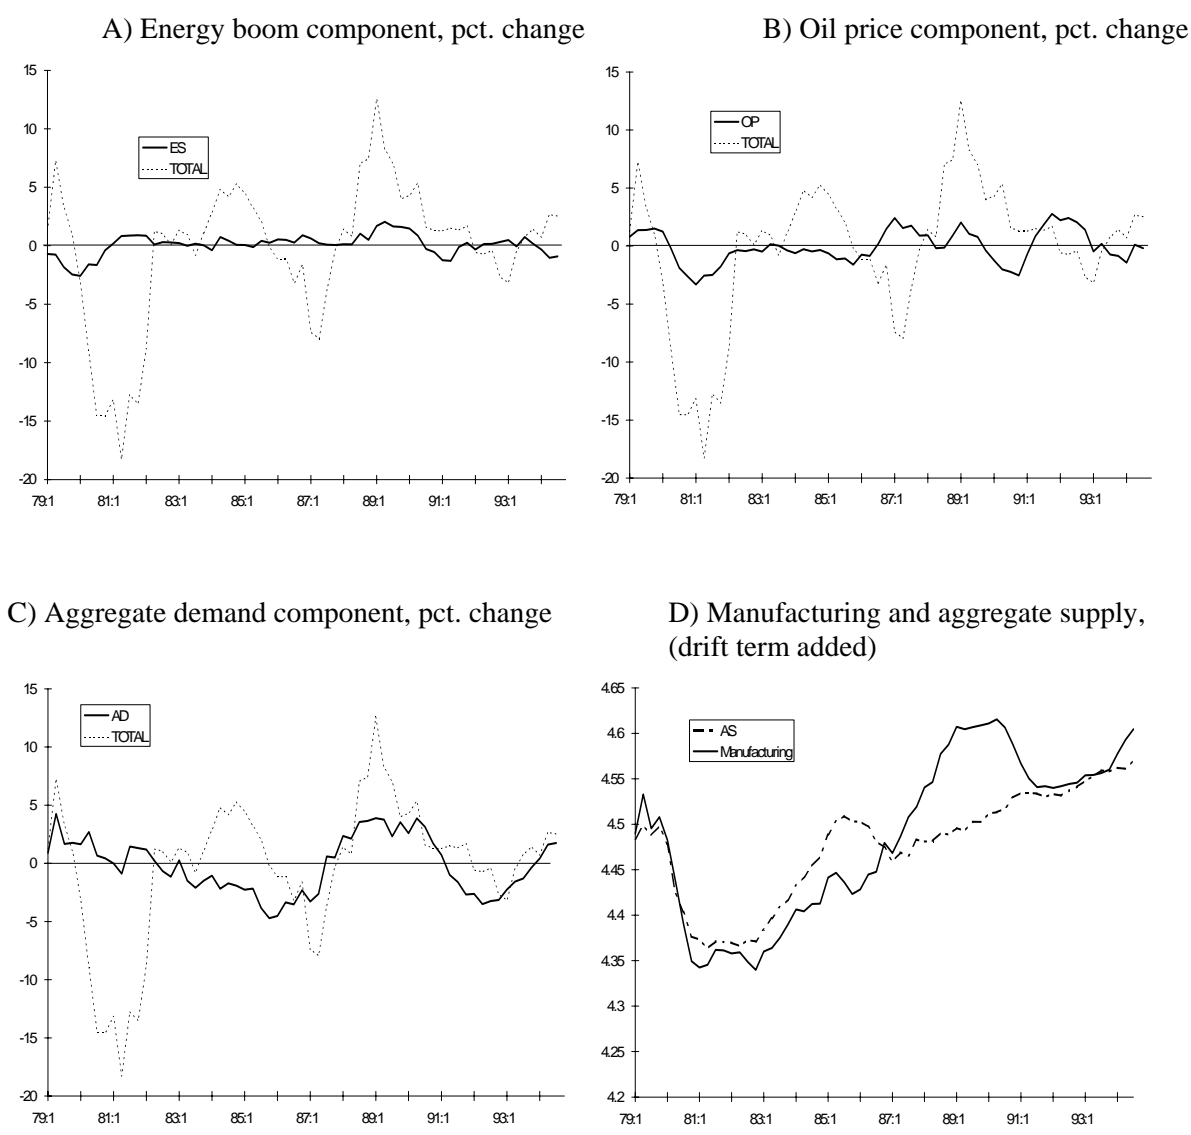 A) Energy boom component, pct. change
15
10
5
0
-5
-10
-15
-20
ES
TOTAL
79:1 81:1 83:1 85:1 87:1 89:1 91:1 93:1
B) Oil price component, pct. change
15
10
5
0
-5
-10
-15
-20
OP
TOTAL
79:1 81:1 83:1 85:1 87:1 89:1 91:1 93:1
C) Aggregate demand component, pct. change
15
10
5
0
-5
-10
-15
-20
AD
TOTAL
79:1 81:1 83:1 85:1 87:1 89:1 91:1 93:1
D) Manufacturing and aggregate supply,
(drift term added)
4.65
4.6
4.55
4.5
4.45
4.4
4.35
4.3
4.25
4.2
AS
Manufacturing
79:1 81:1 83:1 85:1 87:1 89:1 91:1 93:1